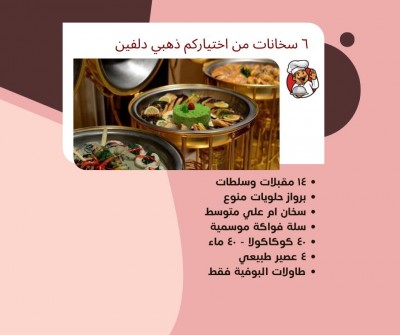 ٦ سخانات من اختياركم ذهبي دلفين
١٤ مقبلات وسلطات
برواز حلويات منوع
سخان ام علي متوسط
سلة فواكة موسمية
٤٠ كوكاكولا - ٤٠ ماء
٤ عصير طبيعي
طاولات البوفية فقط